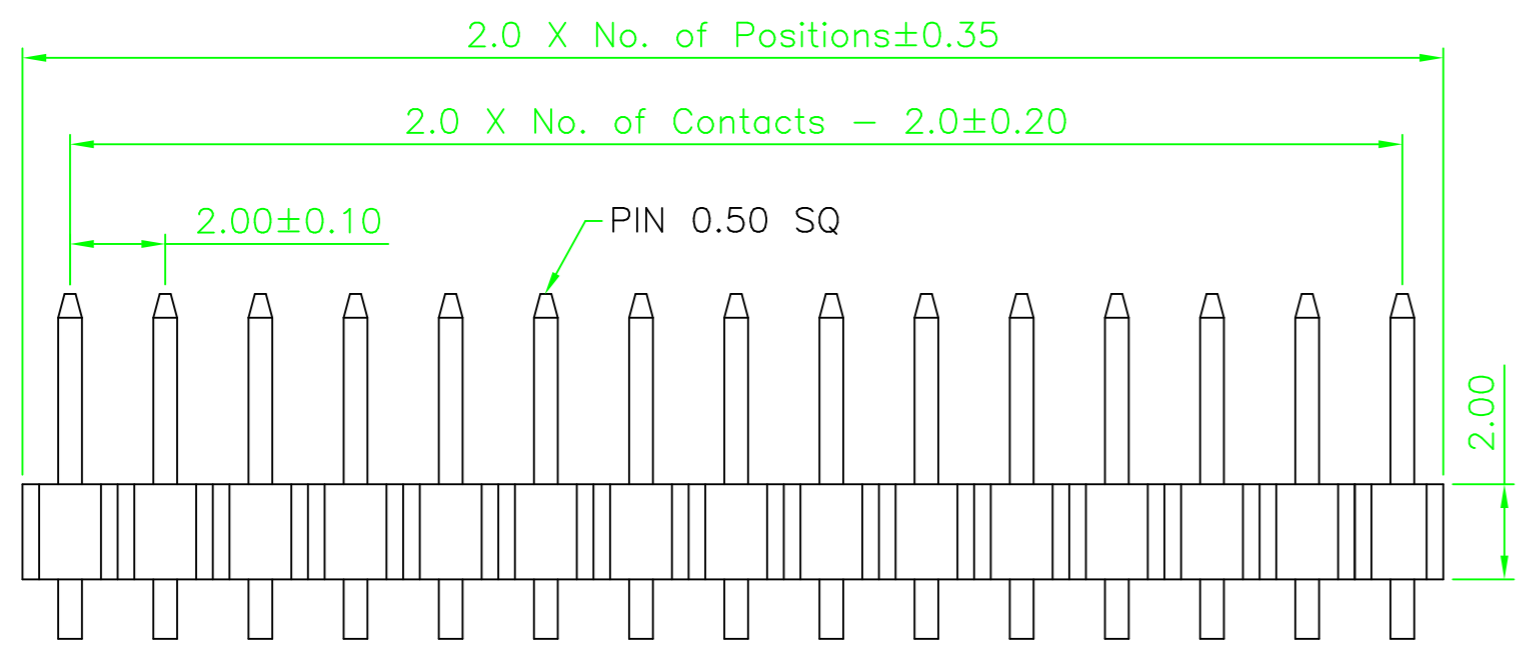 2.0 X No. of Positions±0.35
2.0 X No. of Contacts - 2.0±0.20
2.00±0.10
PIN 0.50 SQ
2.00